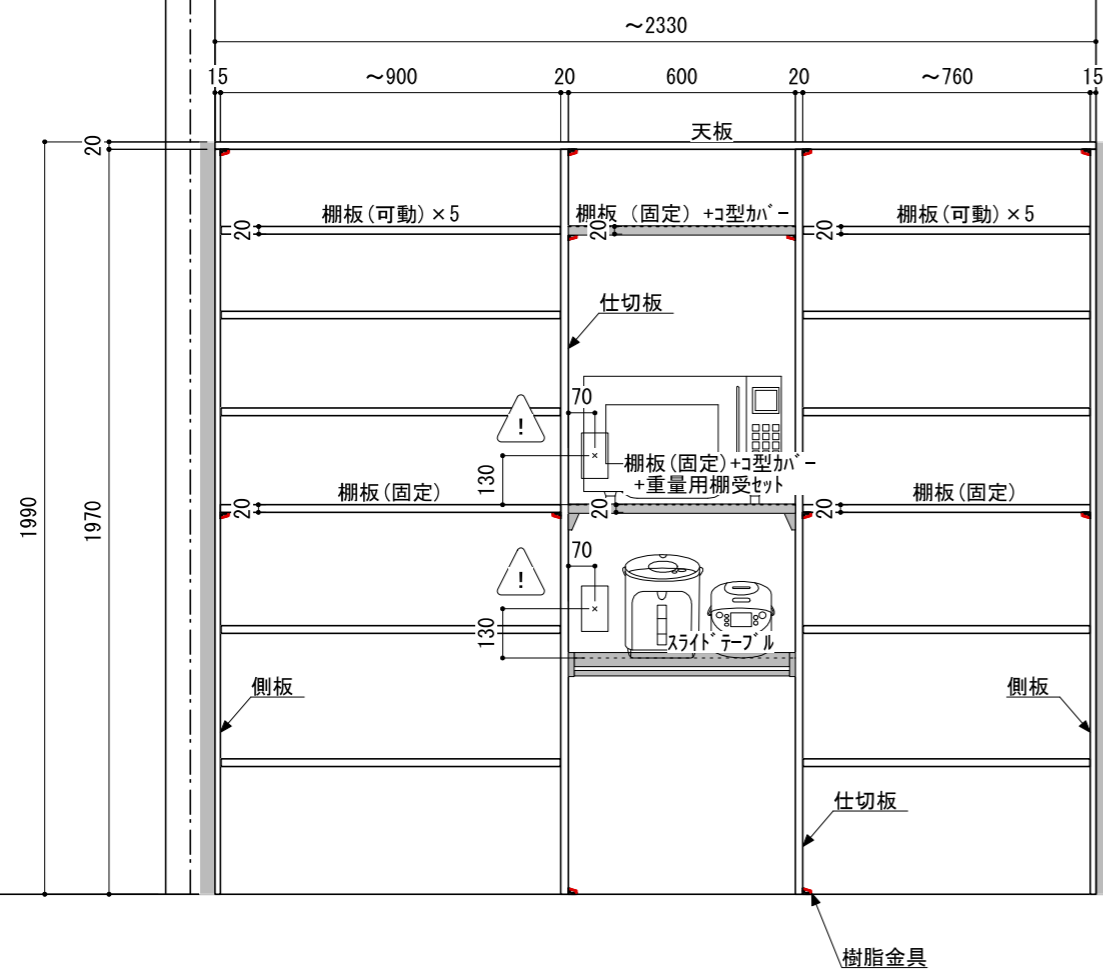 ～2330
15
～900
20
600
20
～760
15
天板
20
棚板(可動)×5
棚板（固定）+ｺ型ｶﾊﾞｰ
棚板(可動)×5
20
20
20
仕切板
70
!
棚板(固定)+ｺ型ｶﾊﾞｰ
+重量用棚受ｾｯﾄ
130
棚板(固定)
棚板(固定)
20
20
20
1990
1970
70
!
130
ｽﾗｲﾄﾞﾃｰﾌﾞﾙ
側板
側板
仕切板
樹脂金具